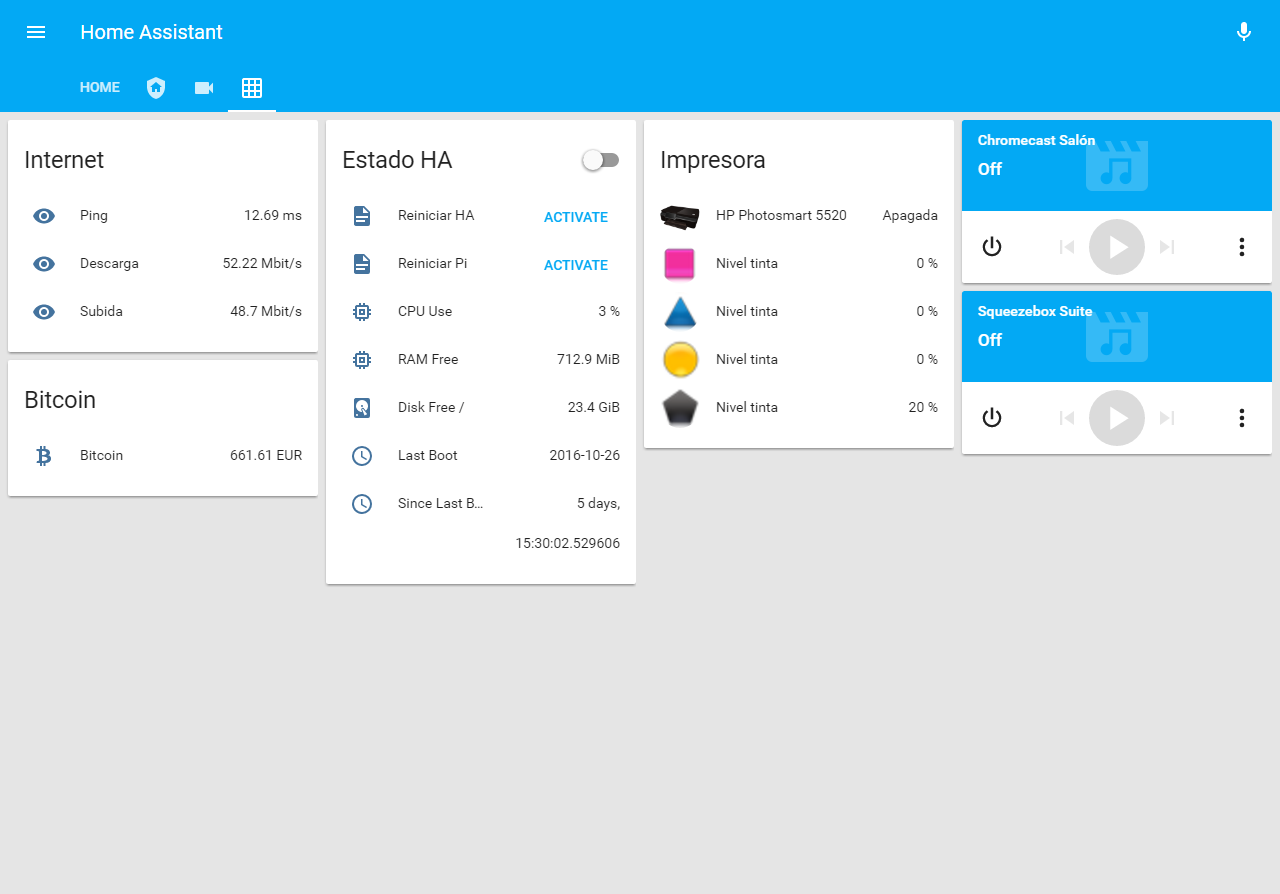 Home Assistant
HOME
Internet
Ping 12.69 ms
Descarga 52.22 Mbit/s
Subida 48.7 Mbit/s
Bitcoin
Bitcoin 661.61 EUR
Estado HA
Reiniciar HA ACTIVATE
Reiniciar Pi ACTIVATE
CPU Use 3 %
RAM Free 712.9 MiB
Disk Free / 23.4 GiB
Last Boot 2016-10-26
Since Last B... 5 days,
15:30:02.529606
Impresora
HP Photosmart 5520 Apagada
Nivel tinta 0 %
Nivel tinta 0 %
Nivel tinta 0 %
Nivel tinta 20 %
Chromecast Salón
Off
Squeezebox Suite
Off